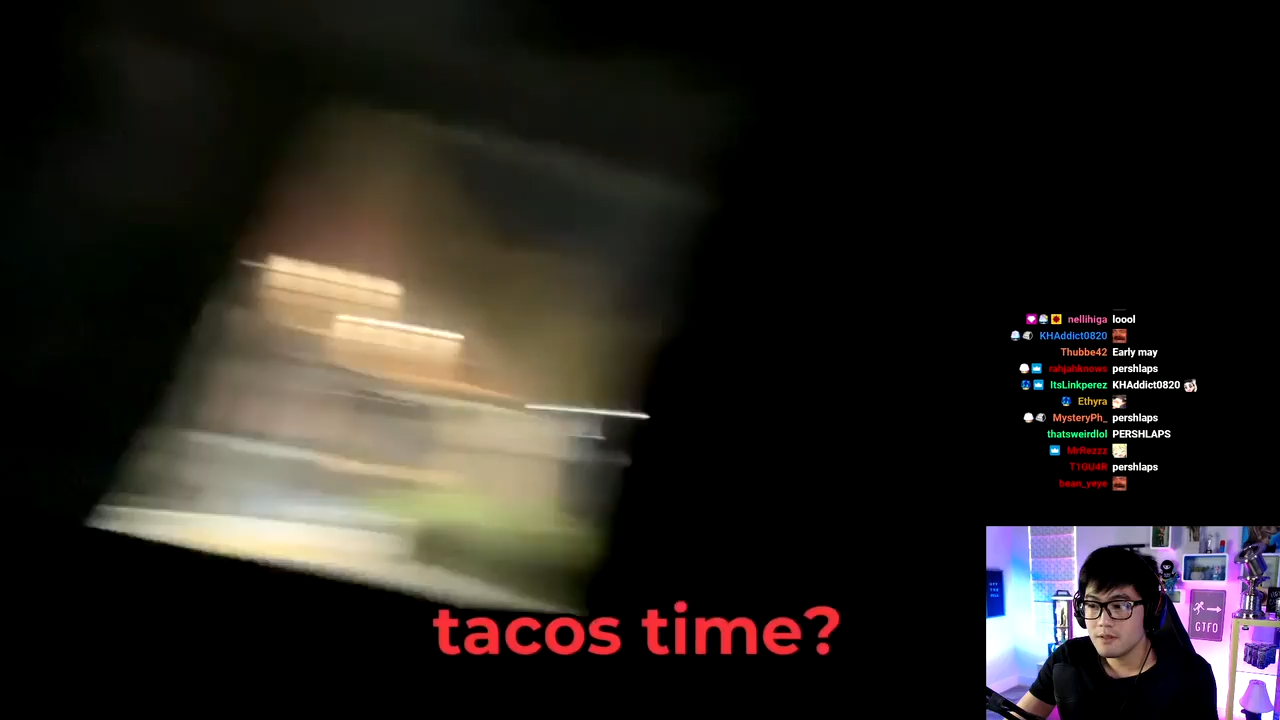 nellihiga loool
KHAddict0820
Thubbe42 Early may
rahjahknows pershlaps
ItsLinkperez KHAddict0820
Ethyra
MysteryPh_ pershlaps
thatsweirdlol PERSHLAPS
MrRezzz
T1GU4R pershlaps
bean_yeye
GTFO
tacos time?